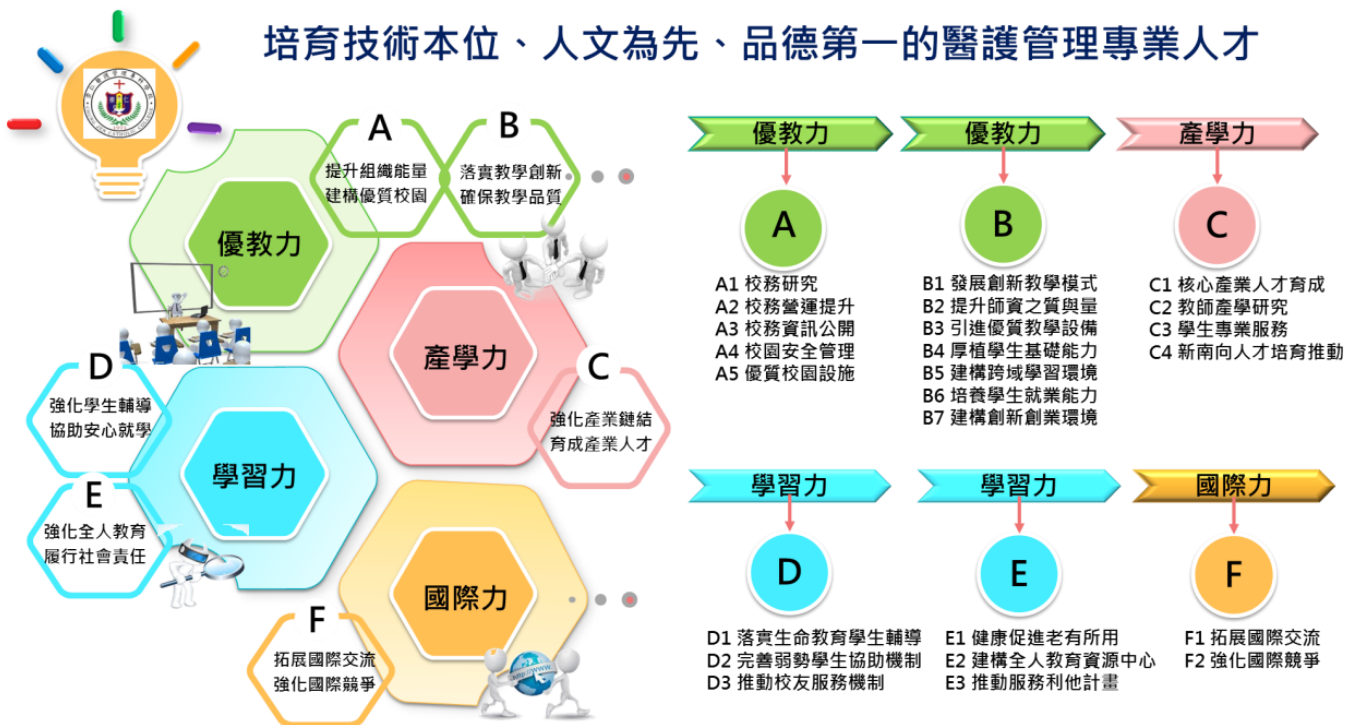 培育技術本位、人文為先、品德第一的醫護管理專業人才
優教力
A
提升組織能量
建構優質校園
B
落實教學創新
確保教學品質
產學力
C
強化產業鏈結
育成產業人才
D
強化學生輔導
協助安心就學
學習力
E
強化全人教育
履行社會責任
國際力
F
拓展國際交流
強化國際競爭
http://www.
優教力
A
A1 校務研究
A2 校務營運提升
A3 校務資訊公開
A4 校園安全管理
A5 優質校園設施
優教力
B
B1 發展創新教學模式
B2 提升師資之質與量
B3 引進優質教學設備
B4 厚植學生基礎能力
B5 建構跨域學習環境
B6 培養學生就業能力
B7 建構創新創業環境
產學力
C
C1 核心產業人才育成
C2 教師產學研究
C3 學生專業服務
C4 新南向人才培育推動
學習力
D
D1 落實生命教育學生輔導
D2 完善弱勢學生協助機制
D3 推動校友服務機制
學習力
E
E1 健康促進老有所用
E2 建構全人教育資源中心
E3 推動服務利他計畫
國際力
F
F1 拓展國際交流
F2 強化國際競爭